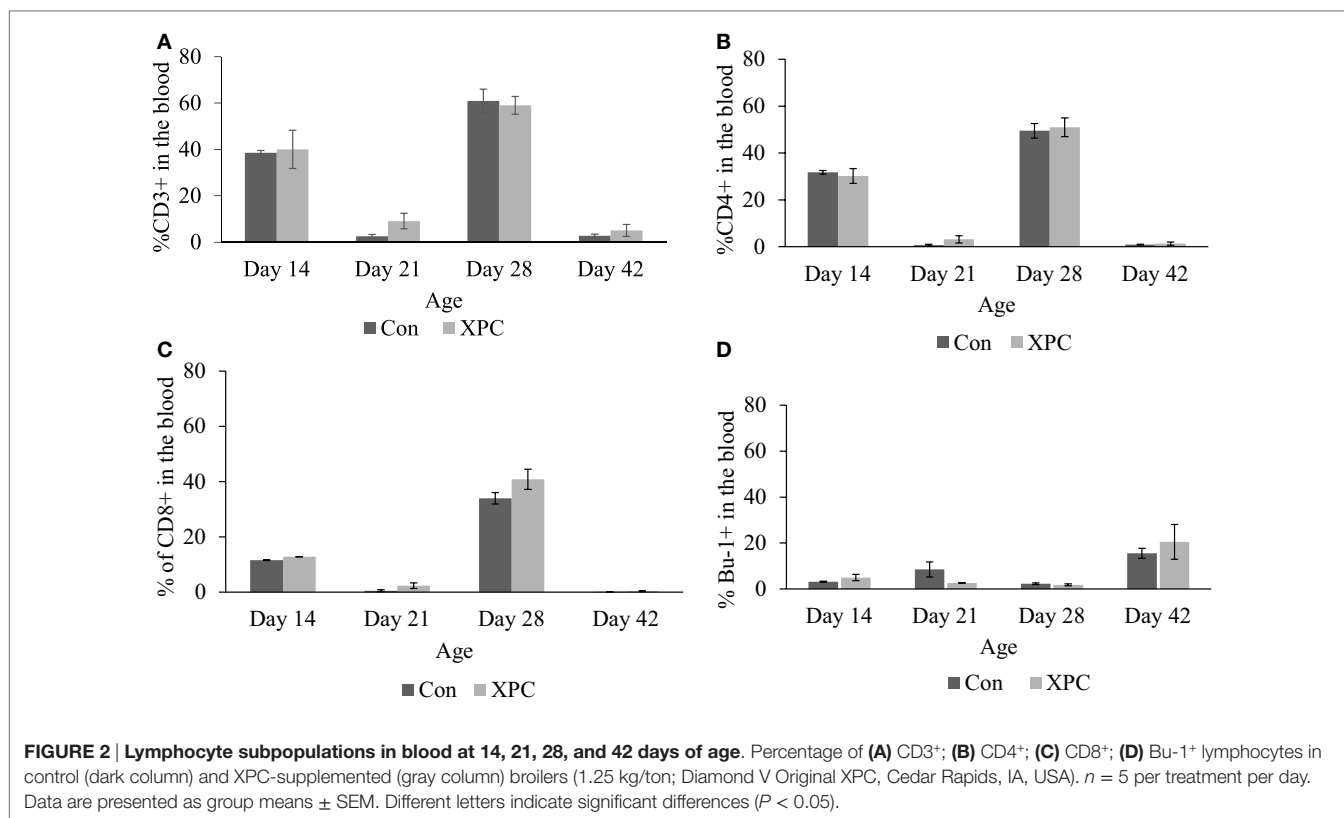 A
80
60
40
20
0
%CD3+ in the blood
Day 14 Day 21 Day 28 Day 42
Age
Con XPC
B
80
60
40
20
0
%CD4+ in the blood
Day 14 Day 21 Day 28 Day 42
Age
Con XPC
C
80
60
40
20
0
% of CD8+ in the blood
Day 14 Day 21 Day 28 Day 42
Age
Con XPC
D
80
60
40
20
0
% Bu-1+ in the blood
Day 14 Day 21 Day 28 Day 42
Age
Con XPC
FIGURE 2 | Lymphocyte subpopulations in blood at 14, 21, 28, and 42 days of age. Percentage of (A) CD3⁺; (B) CD4⁺; (C) CD8⁺; (D) Bu-1⁺ lymphocytes in
control (dark column) and XPC-supplemented (gray column) broilers (1.25 kg/ton; Diamond V Original XPC, Cedar Rapids, IA, USA). n = 5 per treatment per day.
Data are presented as group means ± SEM. Different letters indicate significant differences (P < 0.05).